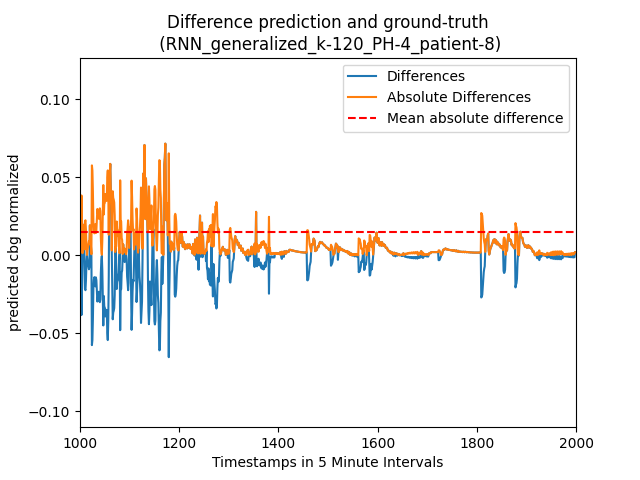 Difference prediction and ground-truth
(RNN_generalized_k-120_PH-4_patient-8)
Differences
Absolute Differences
Mean absolute difference
predicted cbg normalized
0.10
0.05
0.00
−0.05
−0.10
1000
1200
1400
1600
1800
2000
Timestamps in 5 Minute Intervals